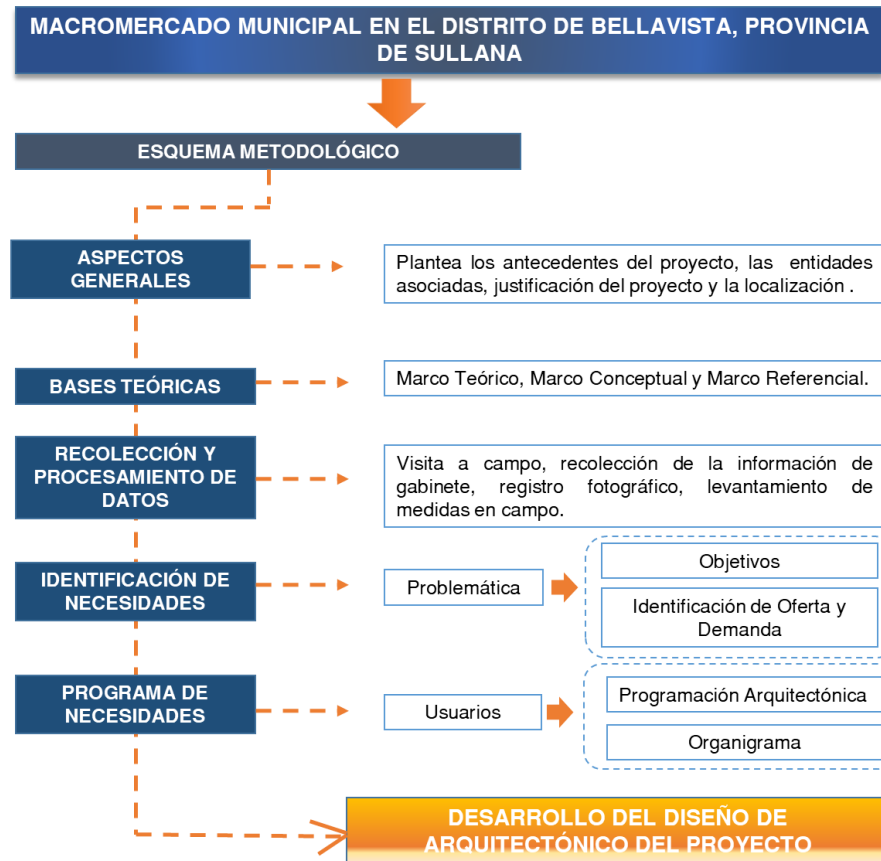 MACROMERCADO MUNICIPAL EN EL DISTRITO DE BELLAVISTA, PROVINCIA
DE SULLANA
ESQUEMA METODOLÓGICO
ASPECTOS
GENERALES
Plantea los antecedentes del proyecto, las entidades
asociadas, justificación del proyecto y la localización .
BASES TEÓRICAS
Marco Teórico, Marco Conceptual y Marco Referencial.
RECOLECCIÓN Y
PROCESAMIENTO DE
DATOS
Visita a campo, recolección de la información de
gabinete, registro fotográfico, levantamiento de
medidas en campo.
IDENTIFICACIÓN DE
NECESIDADES
Problemática
Objetivos
Identificación de Oferta y
Demanda
PROGRAMA DE
NECESIDADES
Usuarios
Programación Arquitectónica
Organigrama
DESARROLLO DEL DISEÑO DE
ARQUITECTÓNICO DEL PROYECTO